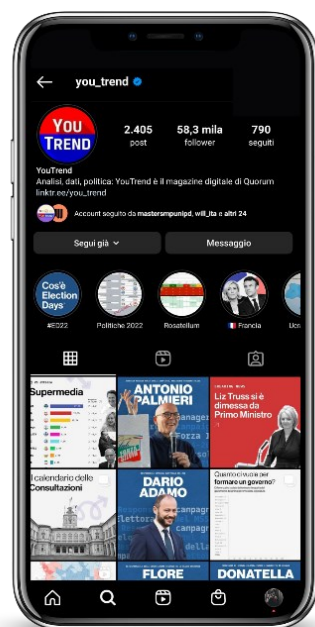 you_trend
YOU
TREND
2.405
58,3 mila
790
post
follower
seguiti
YouTrend
Analisi, dati, politica: YouTrend è il magazine digitale di Quorum
linktr.ee/you_trend
Account seguito da mastersmpunipd, will_ita e altri 24
Segui già
Messaggio
Cos'è
Election
Days
#ED22
Politiche 2022
Rosatellum
🇫🇷 Francia
Ucr
Supermedia
ANTONIO
PALMIERI
Liz Truss si è
dimessa da
Primo Ministro
Il calendario delle
Consultazioni
DARIO
ADAMO
Quanto ci vuole per
formare un governo?
FLORE
DONATELLA